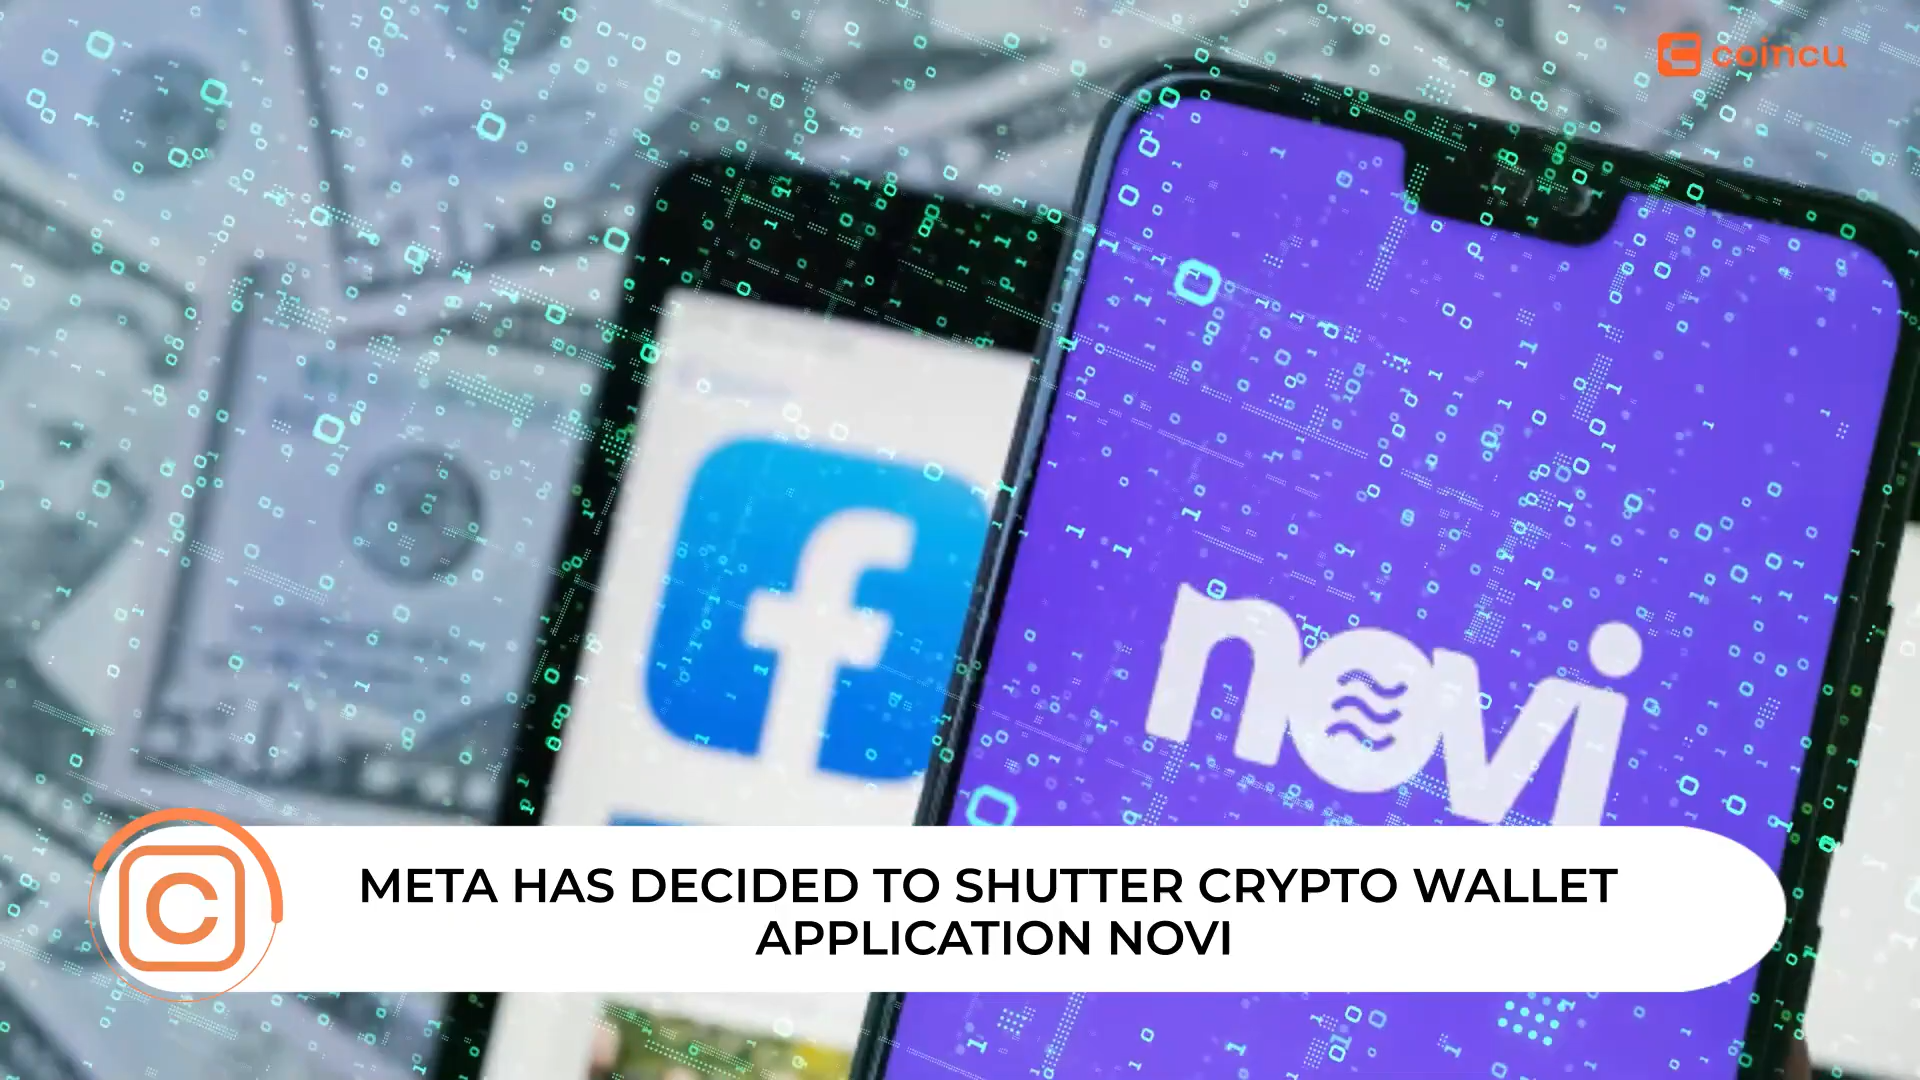 coincu
novi
META HAS DECIDED TO SHUTTER CRYPTO WALLET
APPLICATION NOVI